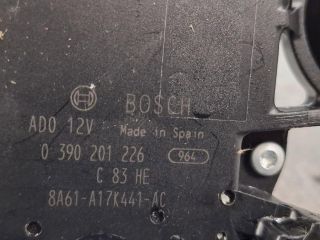 BOSCH
ADO 12V Made in Spain
0 390 201 226 964
C 83 HE
8A61-A17K441-AC